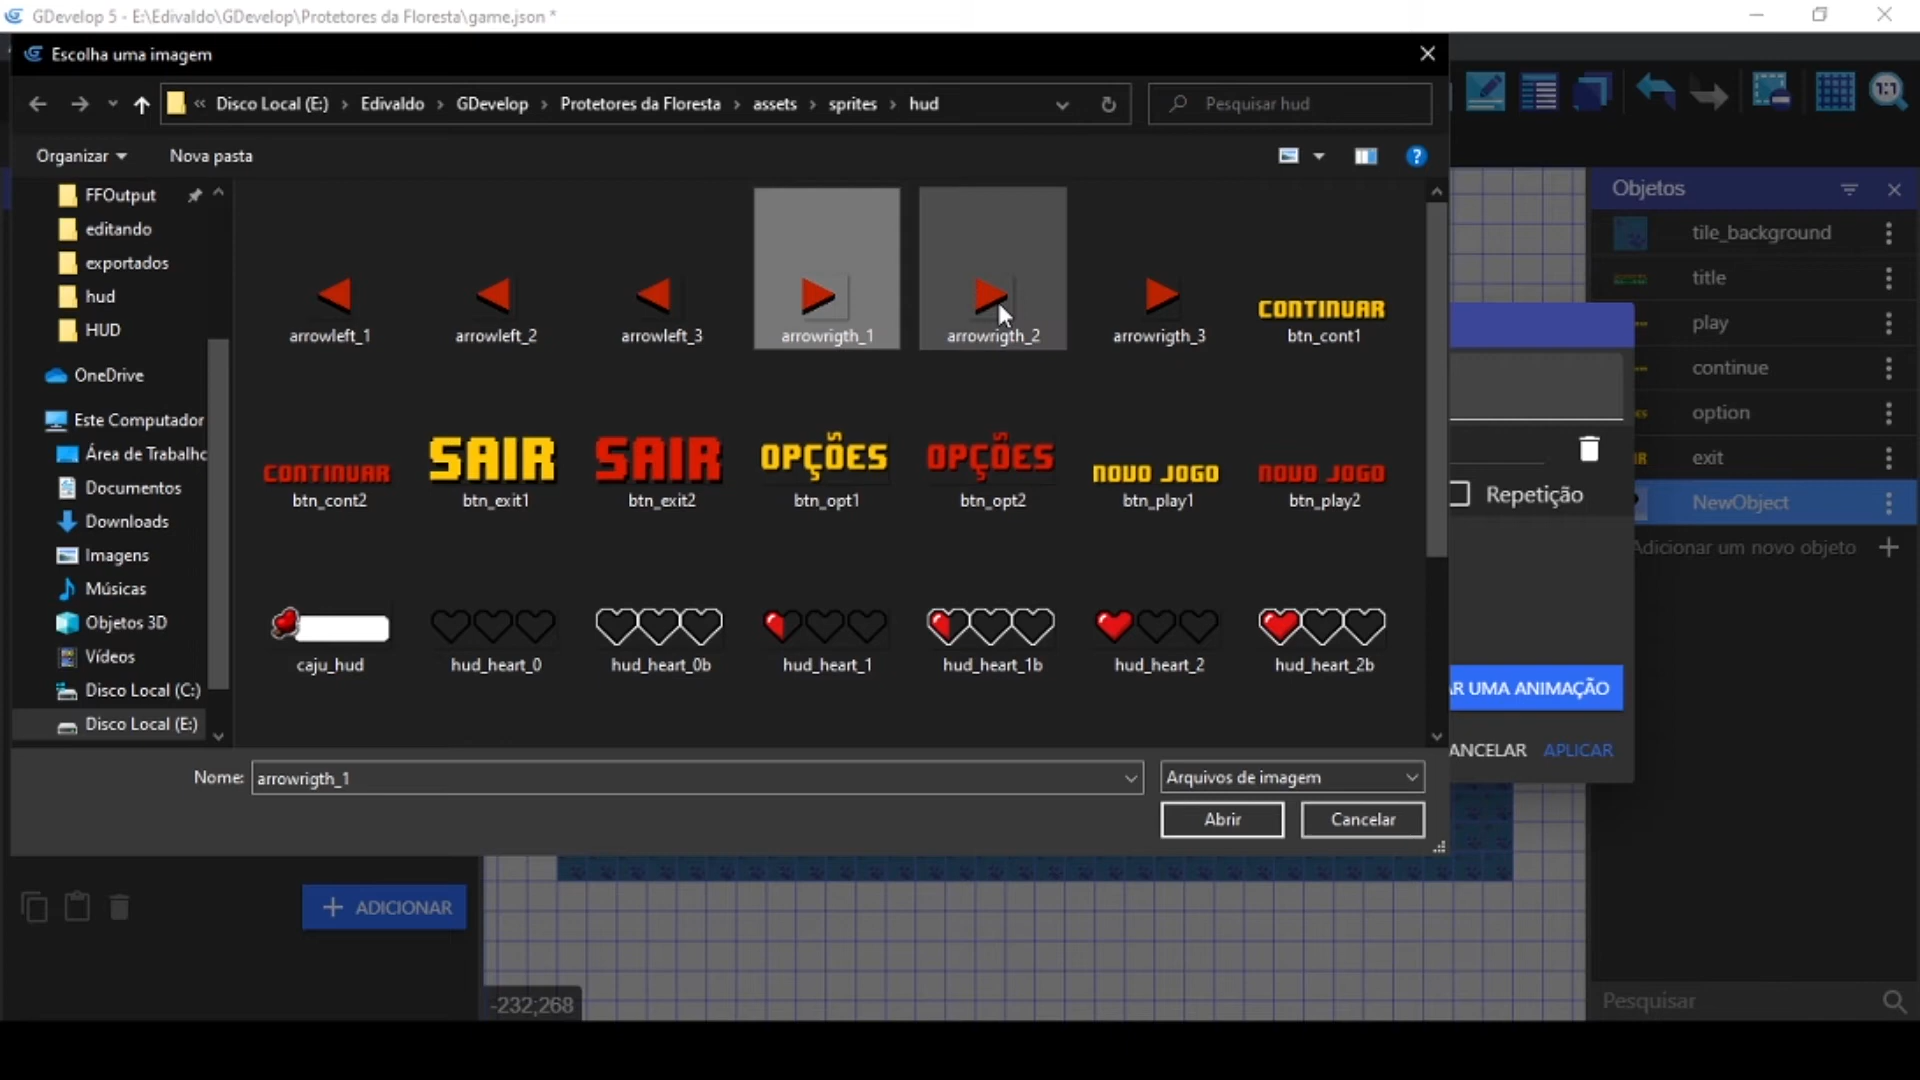 GDevelop 5 - E:\Edivaldo\GDevelop\Protetores da Floresta\game.json *
Escolha uma imagem
« Disco Local (E:) › Edivaldo › GDevelop › Protetores da Floresta › assets › sprites › hud
Pesquisar hud
Organizar
Nova pasta
FFOutput
editando
exportados
hud
HUD
OneDrive
Este Computador
Área de Trabalho
Documentos
Downloads
Imagens
Músicas
Objetos 3D
Vídeos
Disco Local (C:)
Disco Local (E:)
CONTINUAR
arrowleft_1
arrowleft_2
arrowleft_3
arrowrigth_1
arrowrigth_2
arrowrigth_3
btn_cont1
CONTINUAR
SAIR
SAIR
OPÇÕES
OPÇÕES
NOVO JOGO
NOVO JOGO
btn_cont2
btn_exit1
btn_exit2
btn_opt1
btn_opt2
btn_play1
btn_play2
caju_hud
hud_heart_0
hud_heart_0b
hud_heart_1
hud_heart_1b
hud_heart_2
hud_heart_2b
Nome:
arrowrigth_1
Arquivos de imagem
Abrir
Cancelar
1:1
Objetos
tile_background
title
play
continue
option
exit
NewObject
Adicionar um novo objeto
Repetição
AR UMA ANIMAÇÃO
ANCELAR
APLICAR
ADICIONAR
-232;268
Pesquisar